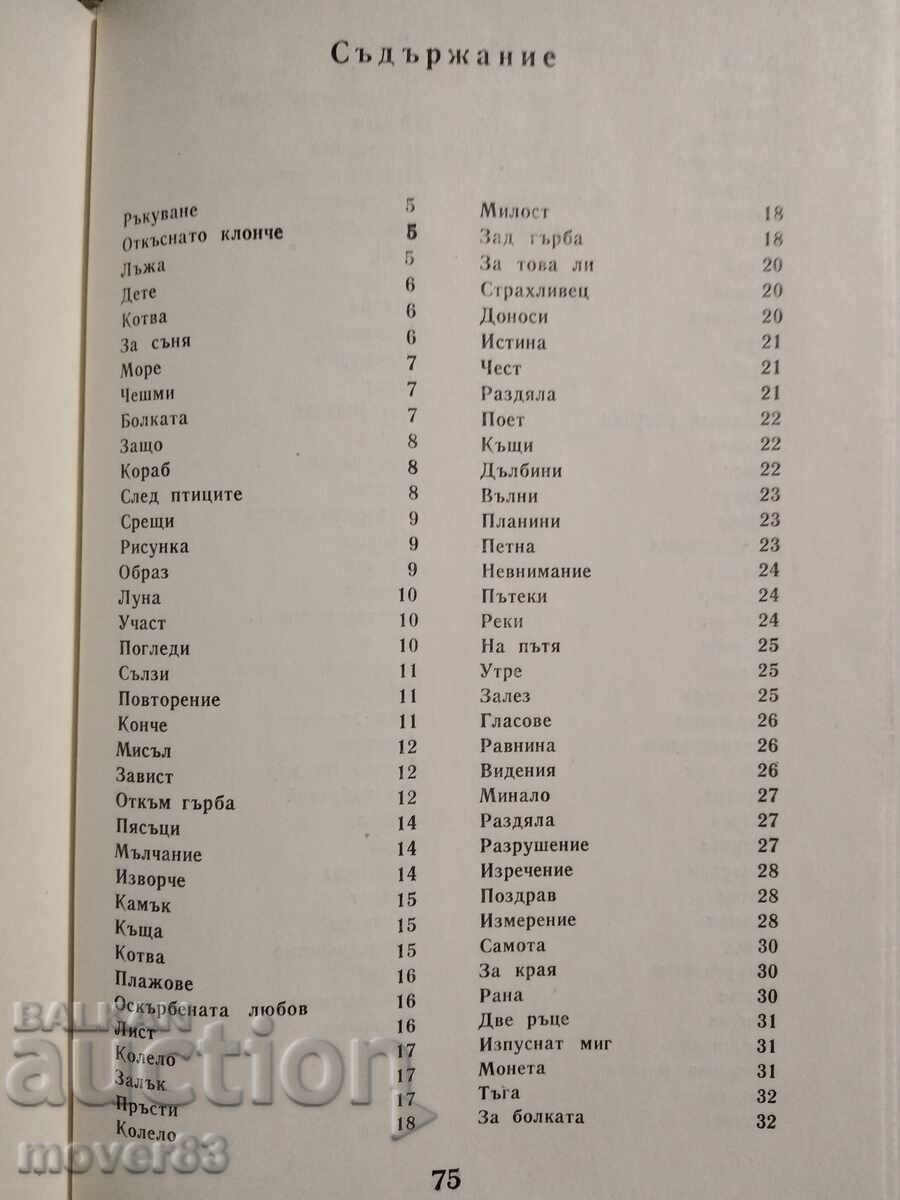 Съдържание
Ръкуване 5
Откъснато клонче 5
Лъжа 5
Дете 6
Котва 6
За съня 6
Море 7
Чешми 7
Болката 7
Защо 8
Кораб 8
След птиците 8
Срещи 9
Рисунка 9
Образ 9
Луна 10
Участ 10
Погледи 10
Сълзи 11
Повторение 11
Конче 11
Мисъл 12
Завист 12
Откъм гърба 12
Пясъци 14
Мълчание 14
Изворче 14
Камък 15
Къща 15
Котва 15
Плажове 16
Оскърбената любов 16
Лист 16
Колело 17
Залък 17
Пръсти 17
Колело 18
Милост 18
Зад гърба 18
За това ли 20
Страхливец 20
Доноси 20
Истина 21
Чест 21
Раздяла 21
Поет 22
Къщи 22
Дълбини 22
Вълни 23
Планини 23
Петна 23
Невнимание 24
Пътеки 24
Реки 24
На пътя 25
Утре 25
Залез 25
Гласове 26
Равнина 26
Видения 26
Минало 27
Раздяла 27
Разрушение 27
Изречение 28
Поздрав 28
Измерение 28
Самота 30
За края 30
Рана 30
Две ръце 31
Изпуснат миг 31
Монета 31
Тъга 32
За болката 32
75
BALKAN
auction
mover83